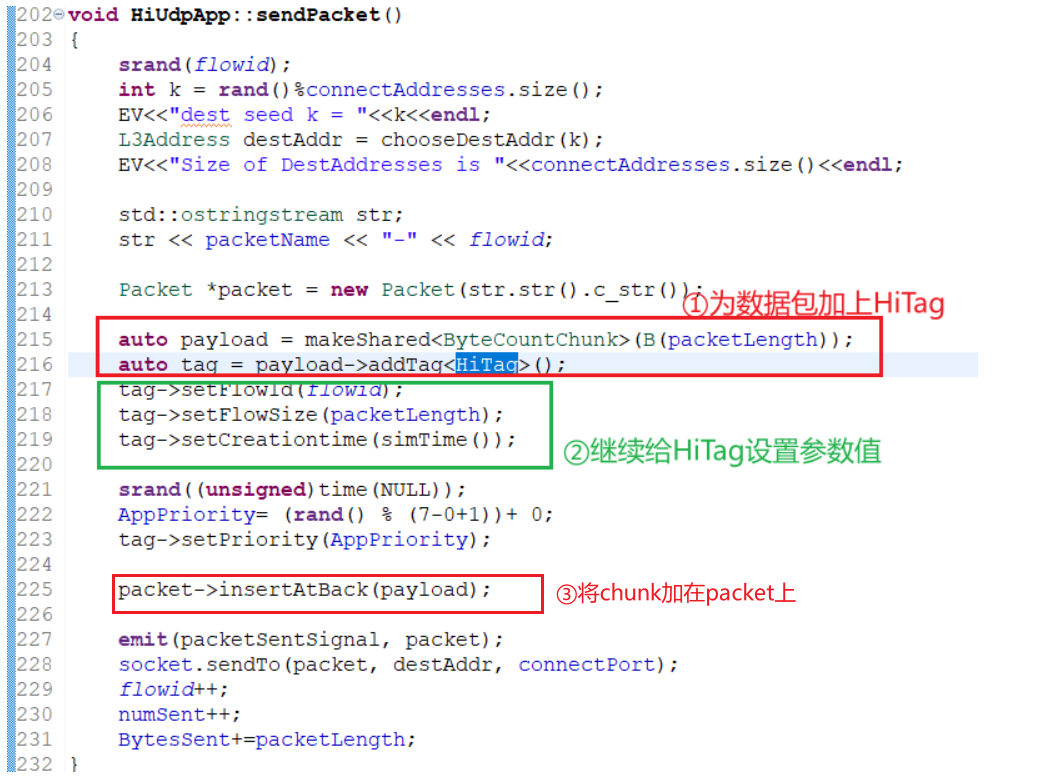 202 void HiUdpApp::sendPacket()
203 {
204 srand(flowid);
205 int k = rand()%connectAddresses.size();
206 EV<<"dest seed k = "<<k<<endl;
207 L3Address destAddr = chooseDestAddr(k);
208 EV<<"Size of DestAddresses is "<<connectAddresses.size()<<endl;
209
210 std::ostringstream str;
211 str << packetName << "-" << flowid;
212
213 Packet *packet = new Packet(str.str().c_str());
①为数据包加上HiTag
214
215 auto payload = makeShared<ByteCountChunk>(B(packetLength));
216 auto tag = payload->addTag<HiTag>();
217 tag->setFlowId(flowid);
218 tag->setFlowSize(packetLength);
219 tag->setCreationtime(simTime());
②继续给HiTag设置参数值
220
221 srand((unsigned)time(NULL));
222 AppPriority= (rand() % (7-0+1))+ 0;
223 tag->setPriority(AppPriority);
224
225 packet->insertAtBack(payload);
③将chunk加在packet上
226
227 emit(packetSentSignal, packet);
228 socket.sendTo(packet, destAddr, connectPort);
229 flowid++;
230 numSent++;
231 BytesSent+=packetLength;
232 }